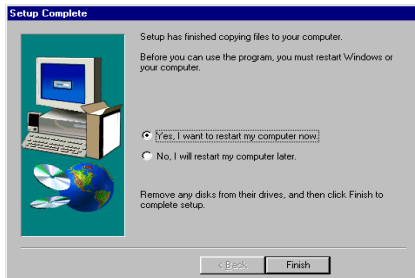 Setup Complete
Setup has finished copying files to your computer.
Before you can use the program, you must restart Windows or
your computer.
Yes, I want to restart my computer now.
No, I will restart my computer later.
Remove any disks from their drives, and then click Finish to
complete setup.
< Back
Finish